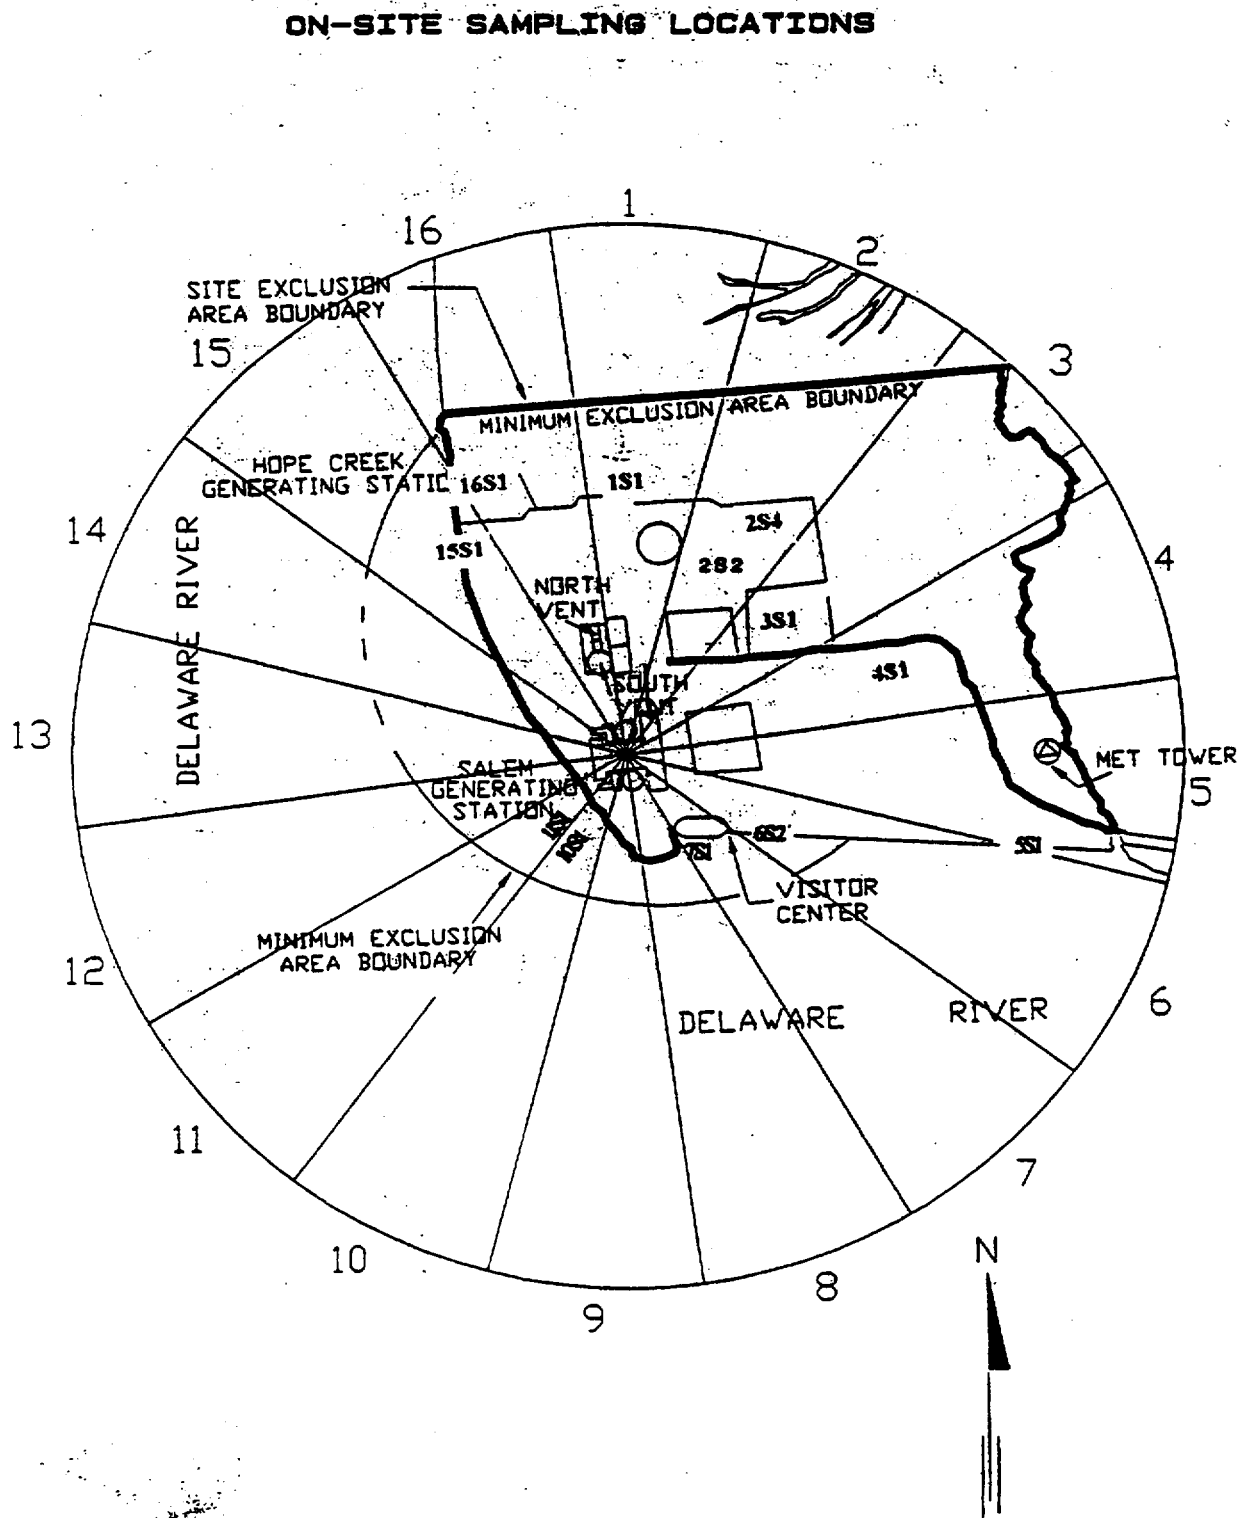 ON-SITE SAMPLING LOCATIONS
1
16
2
SITE EXCLUSION
AREA BOUNDARY
15
3
MINIMUM EXCLUSION AREA BOUNDARY
HOPE CREEK
GENERATING STATIC
16S1
1S1
2S4
14
DELAWARE RIVER
15S1
2S2
4
NORTH
VENT
3S1
4S1
SOUTH
13
MET TOWER
SALEM
GENERATING
STATION
5
11S1
10S1
7S1
6S2
5S1
VISITOR
CENTER
MINIMUM EXCLUSION
AREA BOUNDARY
12
DELAWARE RIVER
6
11
7
10
8
9
N